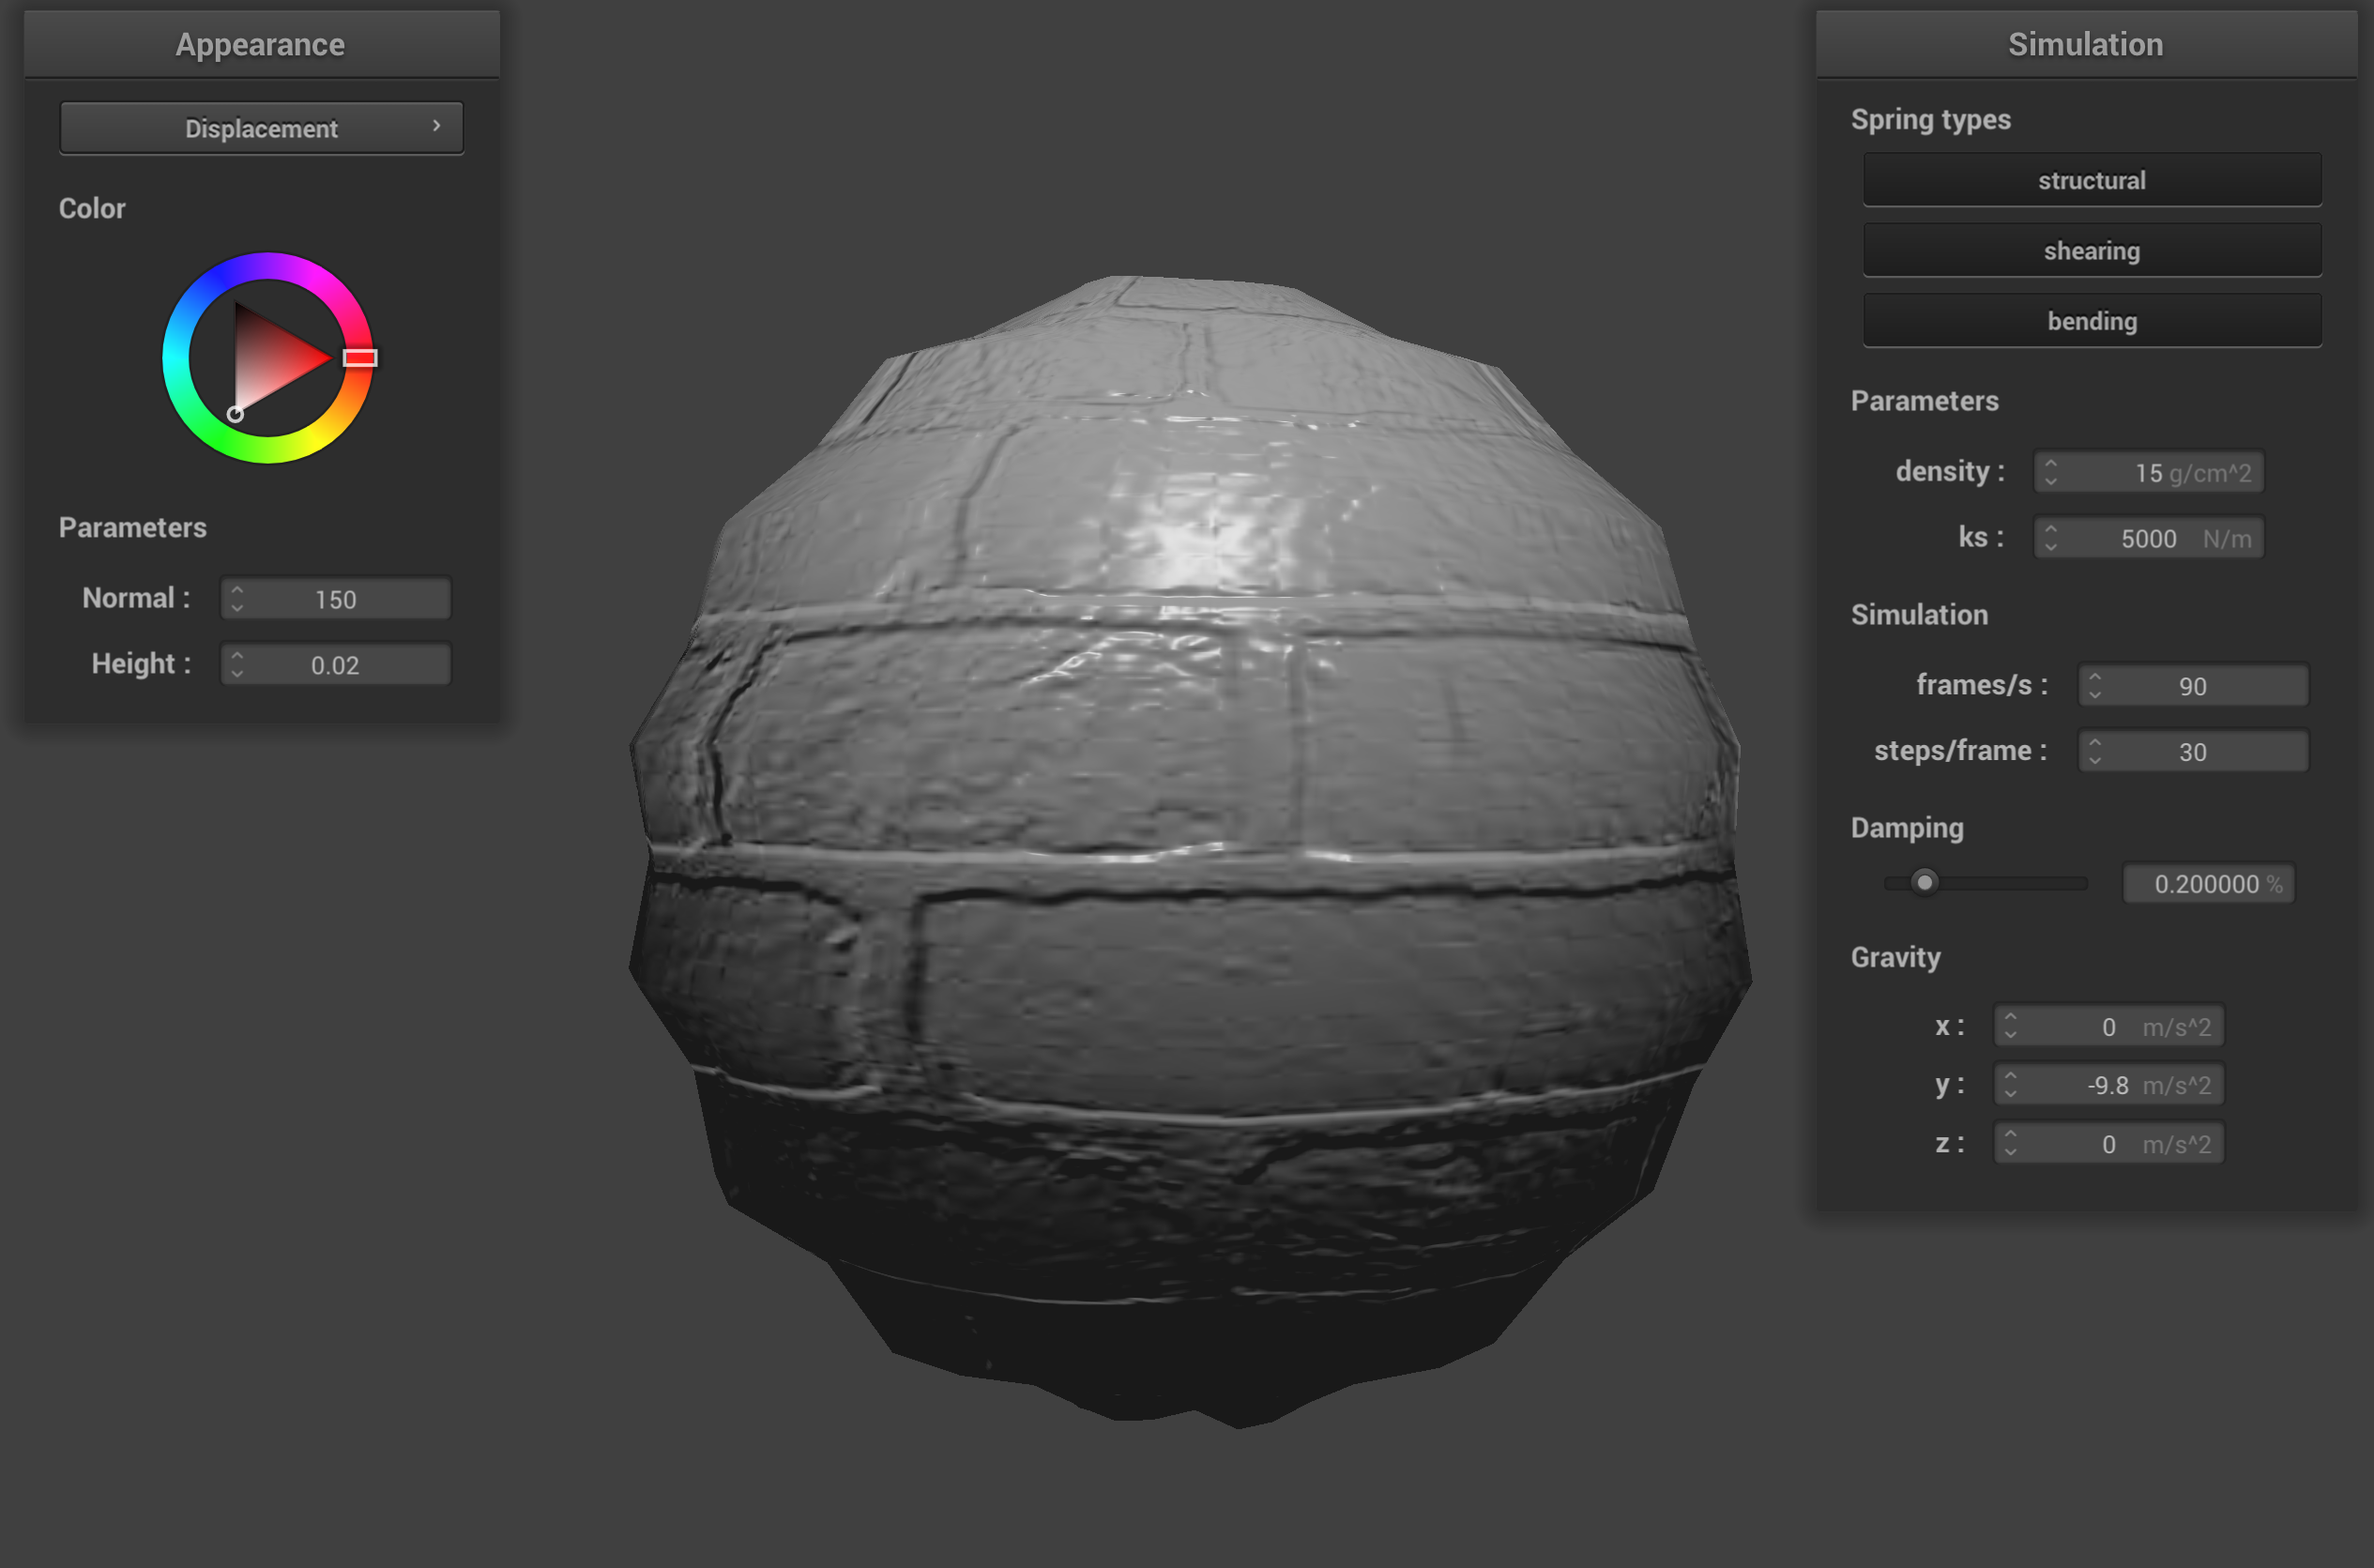 Appearance
Displacement
Color
Parameters
Normal : 150
Height : 0.02
Simulation
Spring types
structural
shearing
bending
Parameters
density : 15 g/cm^2
ks : 5000 N/m
Simulation
frames/s : 90
steps/frame : 30
Damping
0.200000 %
Gravity
x : 0 m/s^2
y : -9.8 m/s^2
z : 0 m/s^2